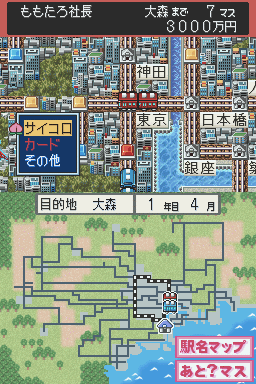 ももたろ社長
大森まで 7マス
3000万円
神田
サイコロ
カード
その他
東京
日本橋
銀座
目的地 大森
1年目 4月
駅名マップ
あと?マス